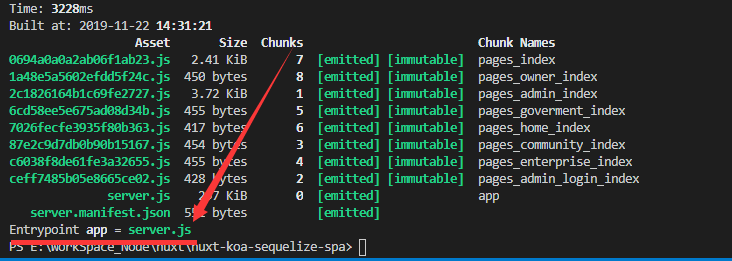 Time: 3228ms
Built at: 2019-11-22 14:31:21
Asset Size Chunks Chunk Names
0694a0a0a2ab06f1ab23.js 2.41 KiB 7 [emitted] [immutable] pages_index
1a48e5a5602efdd5f24c.js 450 bytes 8 [emitted] [immutable] pages_owner_index
2c1826164b1c69fe2727.js 3.72 KiB 1 [emitted] [immutable] pages_admin_index
6cd58ee5e675ad08d34b.js 455 bytes 5 [emitted] [immutable] pages_goverment_index
7026fecfe3935f80b363.js 417 bytes 6 [emitted] [immutable] pages_home_index
87e2c9d7db0b90b15167.js 454 bytes 3 [emitted] [immutable] pages_community_index
c6038f8de61fe3a32655.js 455 bytes 4 [emitted] [immutable] pages_enterprise_index
ceff7485b05e8665ce02.js 428 bytes 2 [emitted] [immutable] pages_admin_login_index
server.js KiB 0 [emitted] app
server.manifest.json bytes [emitted]
Entrypoint app = server.js
PS E:\WorkSpace_Node\nuxt\nuxt-koa-sequelize-spa>